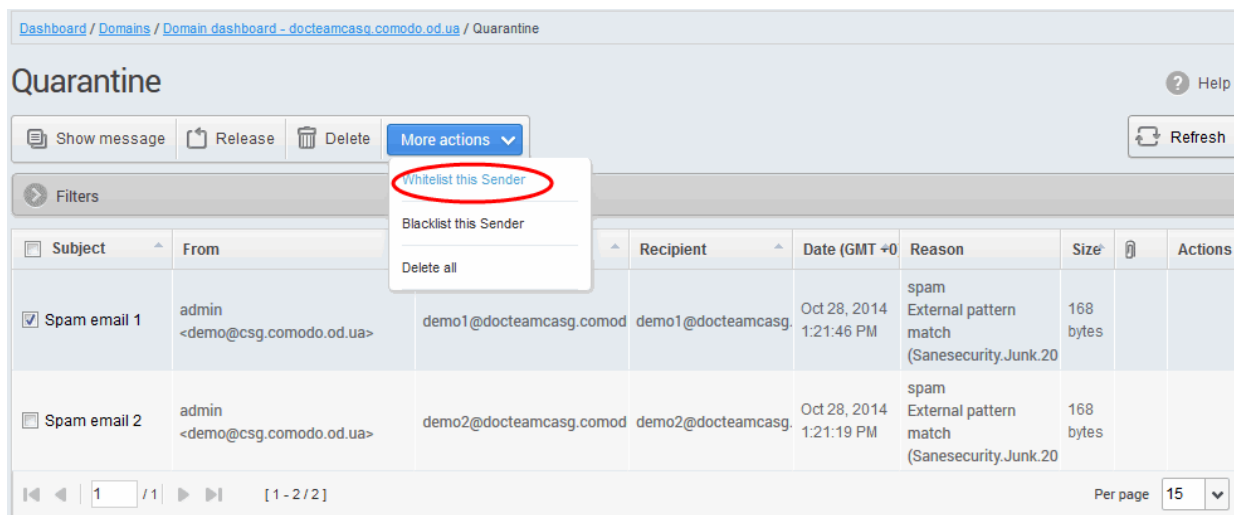 Dashboard / Domains / Domain dashboard - docteamcasg.comodo.od.ua / Quarantine
Quarantine
Help
Show message
Release
Delete
More actions
Refresh
Whitelist this Sender
Blacklist this Sender
Delete all
Filters
Subject
From
Recipient
Date (GMT +0
Reason
Size
Actions
Spam email 1
admin
<demo@csg.comodo.od.ua>
demo1@docteamcasg.comod
demo1@docteamcasg.
Oct 28, 2014
1:21:46 PM
spam
External pattern
match
(Sanesecurity.Junk.20
168
bytes
Spam email 2
admin
<demo@csg.comodo.od.ua>
demo2@docteamcasg.comod
demo2@docteamcasg.
Oct 28, 2014
1:21:19 PM
spam
External pattern
match
(Sanesecurity.Junk.20
168
bytes
1 / 1
[ 1 - 2 / 2 ]
Per page 15